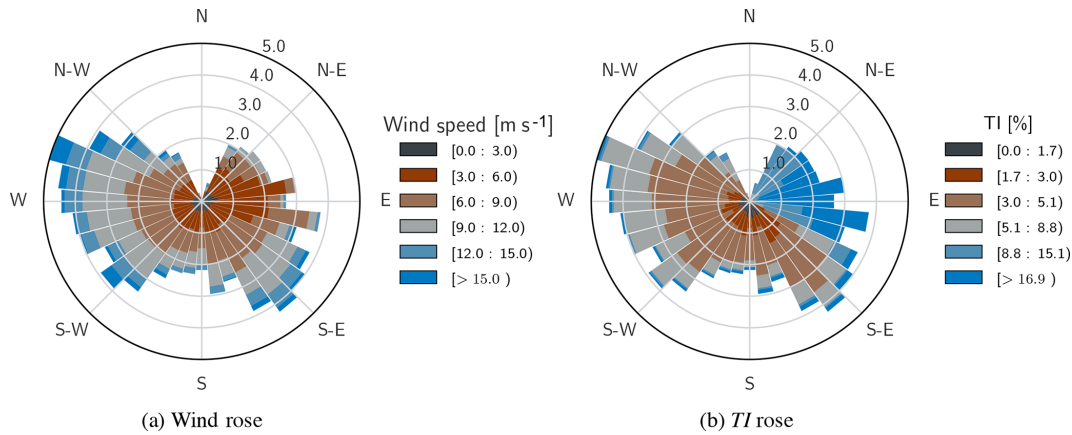 N
N-W
N-E
5.0
4.0
3.0
2.0
1.0
W
E
S-W
S-E
S
Wind speed [m s-1]
[0.0 : 3.0)
[3.0 : 6.0)
[6.0 : 9.0)
[9.0 : 12.0)
[12.0 : 15.0)
[> 15.0 )
(a) Wind rose
N
N-W
N-E
5.0
4.0
3.0
2.0
1.0
W
E
S-W
S-E
S
TI [%]
[0.0 : 1.7)
[1.7 : 3.0)
[3.0 : 5.1)
[5.1 : 8.8)
[8.8 : 15.1)
[> 16.9 )
(b) TI rose